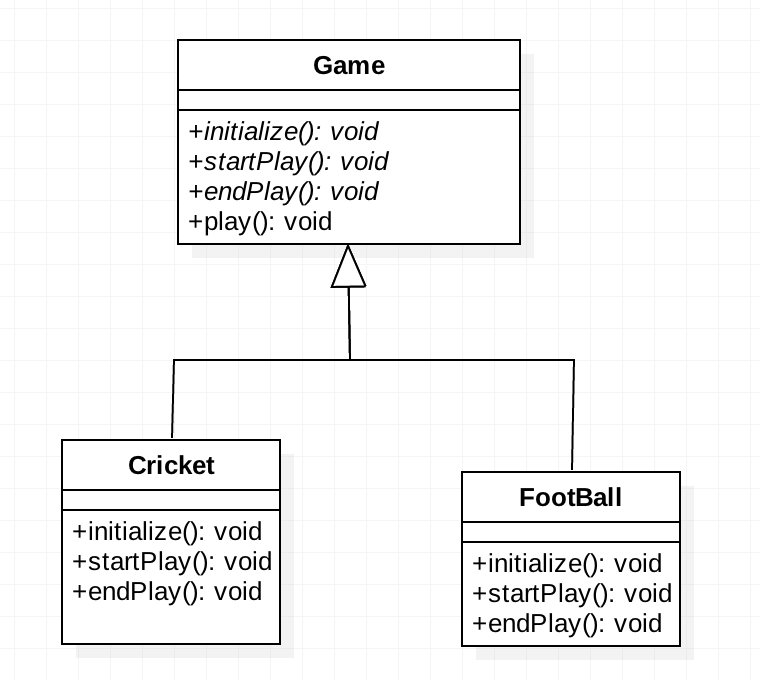 Game
+initialize(): void
+startPlay(): void
+endPlay(): void
+play(): void
Cricket
+initialize(): void
+startPlay(): void
+endPlay(): void
FootBall
+initialize(): void
+startPlay(): void
+endPlay(): void